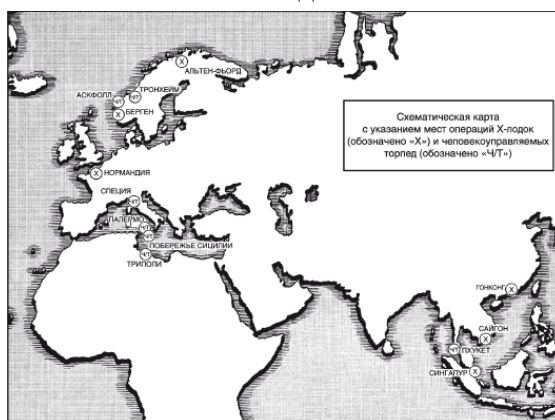 АЛЬТЕН-ФЬОРД
Х
АСКФОЛЛ
Ч/Т
ТРОНХЕЙМ
Ч/Т
БЕРГЕН
Х
Схематическая карта
с указанием мест операций Х-лодок
(обозначено «Х») и человекоуправляемых
торпед (обозначено «Ч/Т»)
НОРМАНДИЯ
Х
СПЕЦИЯ
Ч/Т
ПАЛЕРМО
Ч/Т
Ч/Т
ПОБЕРЕЖЬЕ СИЦИЛИИ
Ч/Т
ТРИПОЛИ
ГОНКОНГ
Х
САЙГОН
Х
Ч/Т
ПХУКЕТ
СИНГАПУР
Х